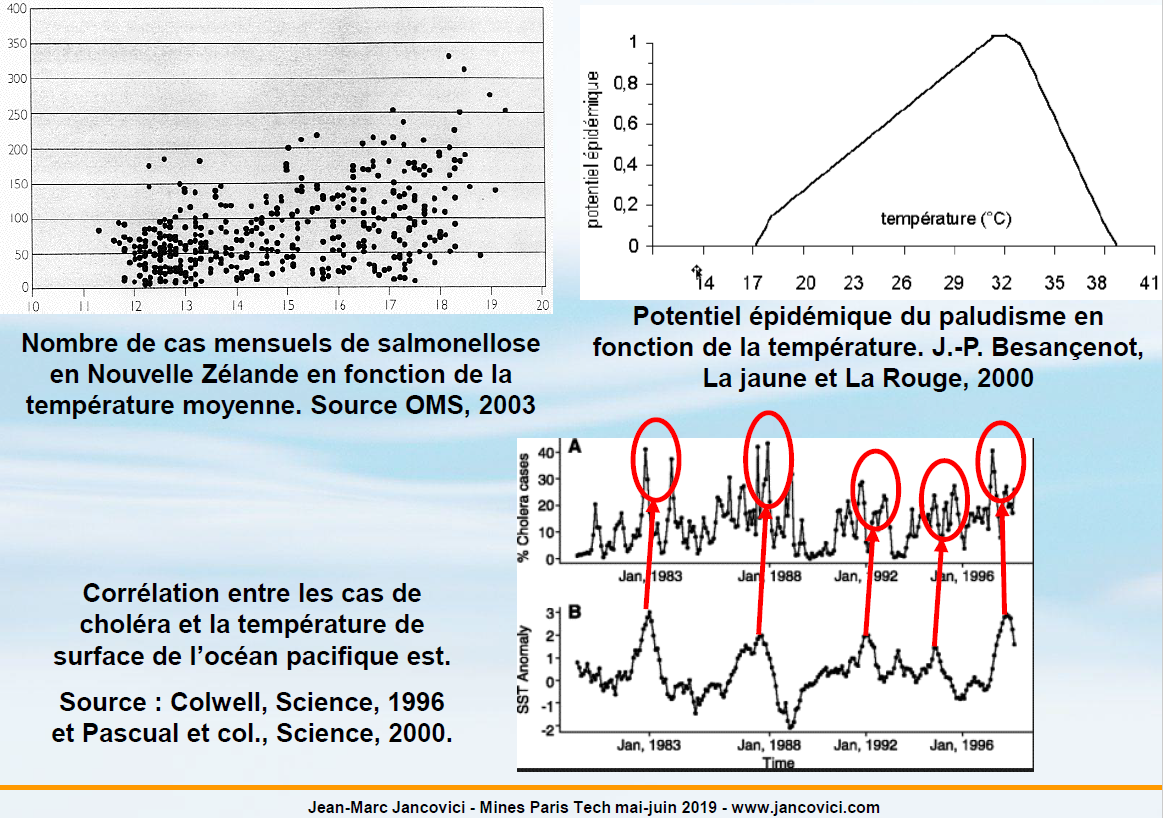 400
350
300
250
200
150
100
50
0
10 11 12 13 14 15 16 17 18 19 20
Nombre de cas mensuels de salmonellose
en Nouvelle Zélande en fonction de la
température moyenne. Source OMS, 2003
potentiel épidémique
1
0,8
0,6
0,4
0,2
0
température (°C)
14 17 20 23 26 29 32 35 38 41
Potentiel épidémique du paludisme en
fonction de la température. J.-P. Besançenot,
La jaune et La Rouge, 2000
A
% Cholera cases
40
30
20
10
0
Jan, 1983 Jan, 1988 Jan, 1992 Jan, 1996
B
SST Anomaly
3
2
1
0
-1
-2
Jan, 1983 Jan, 1988 Jan, 1992 Jan, 1996
Time
Corrélation entre les cas de
choléra et la température de
surface de l’océan pacifique est.
Source : Colwell, Science, 1996
et Pascual et col., Science, 2000.
Jean-Marc Jancovici - Mines Paris Tech mai-juin 2019 - www.jancovici.com